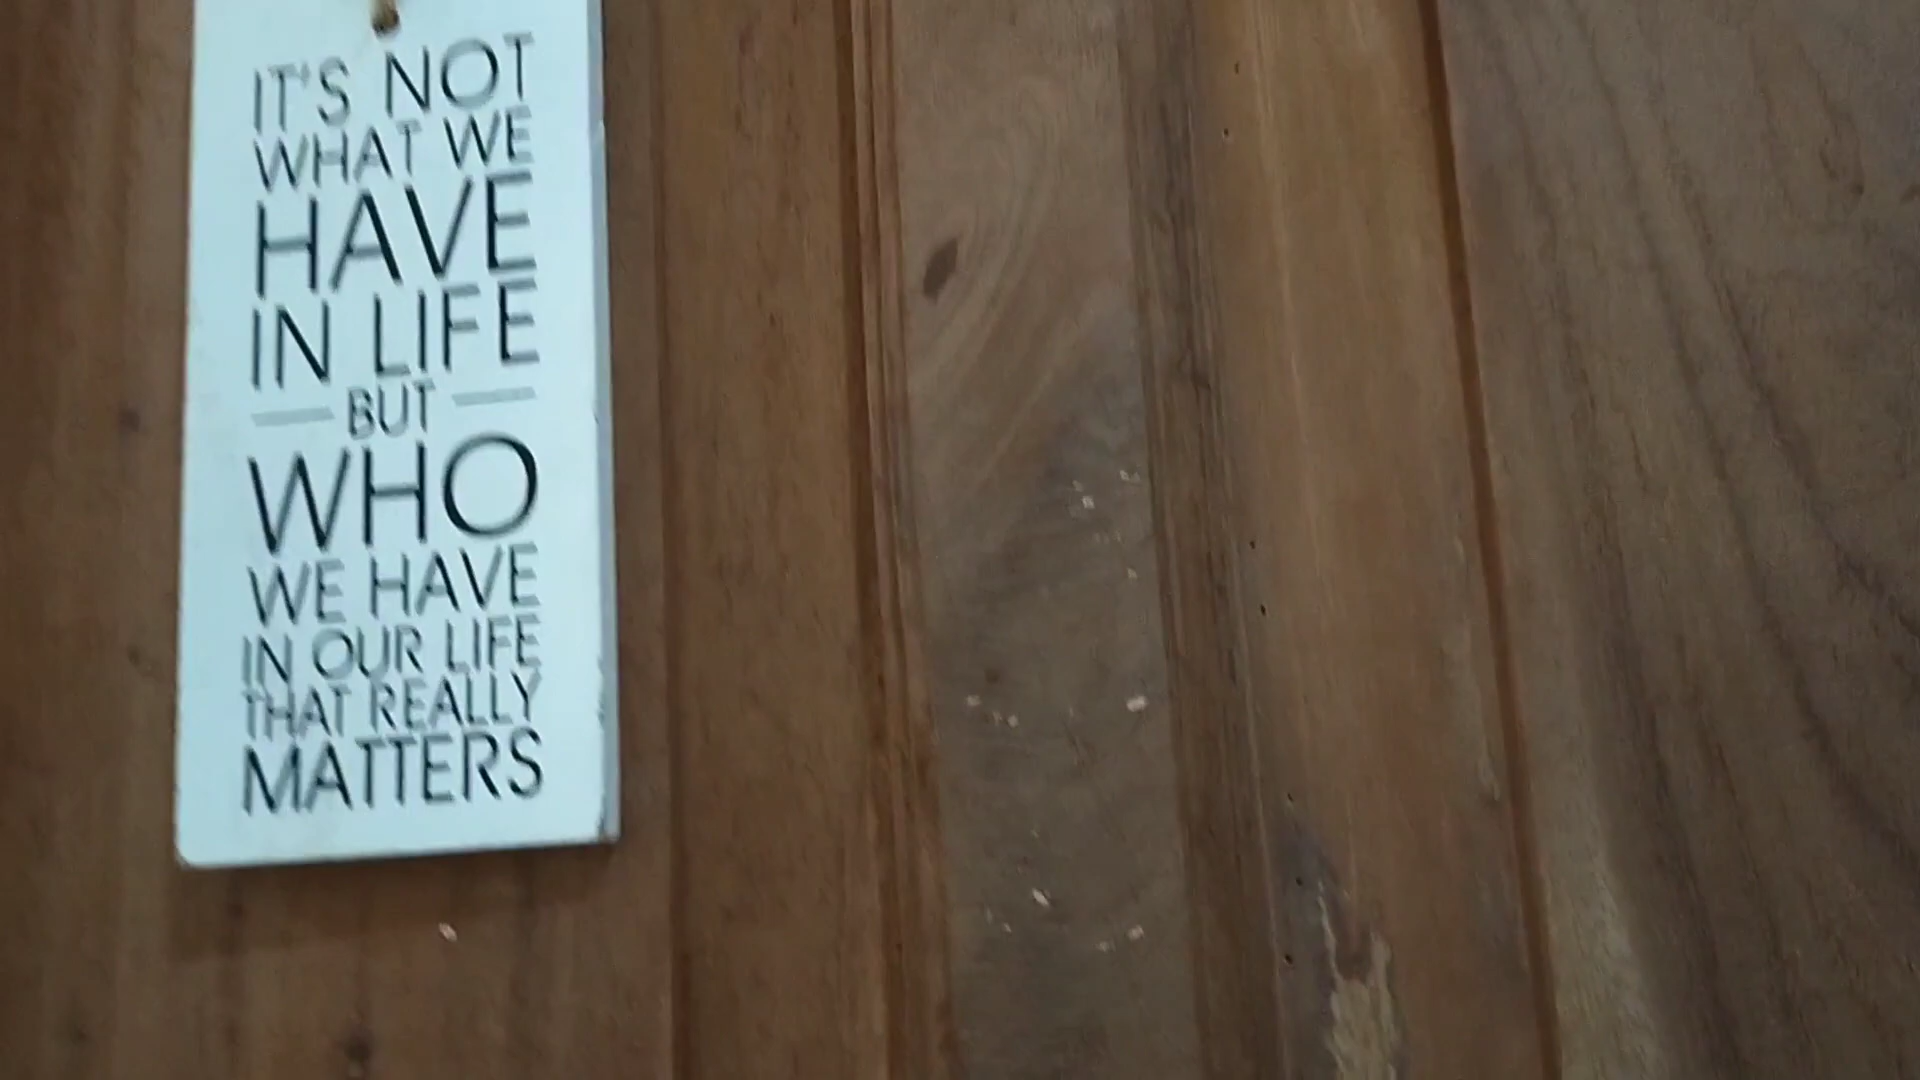 IT'S NOT
WHAT WE
HAVE
IN LIFE
BUT
WHO
WE HAVE
IN OUR LIFE
THAT REALLY
MATTERS